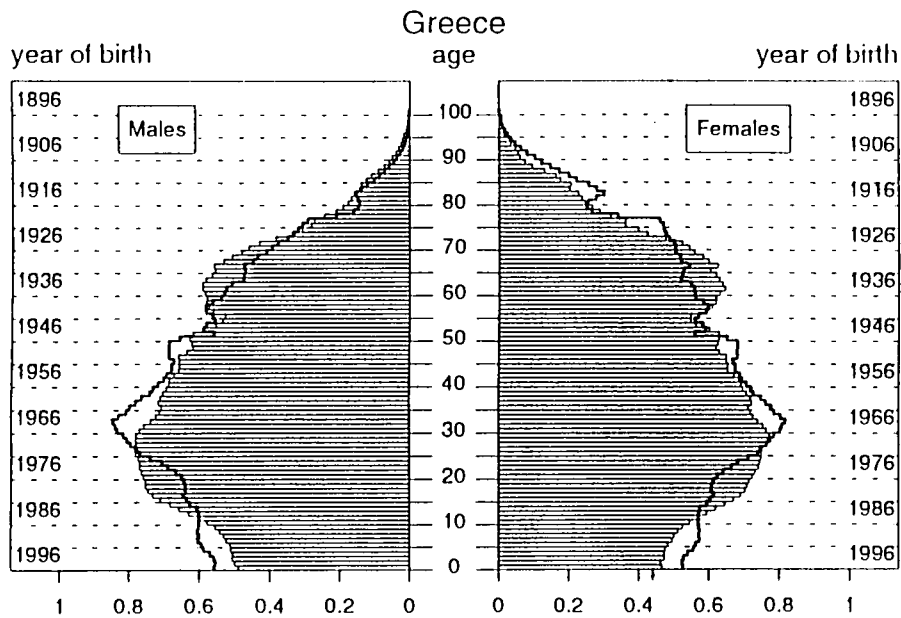 Greece
year of birth age year of birth
Males
Females
1896 100 1896
1906 90 1906
1916 80 1916
1926 70 1926
1936 60 1936
1946 50 1946
1956 40 1956
1966 30 1966
1976 20 1976
1986 10 1986
1996 0 1996
1 0.8 0.6 0.4 0.2 0 0 0.2 0.4 0.6 0.8 1